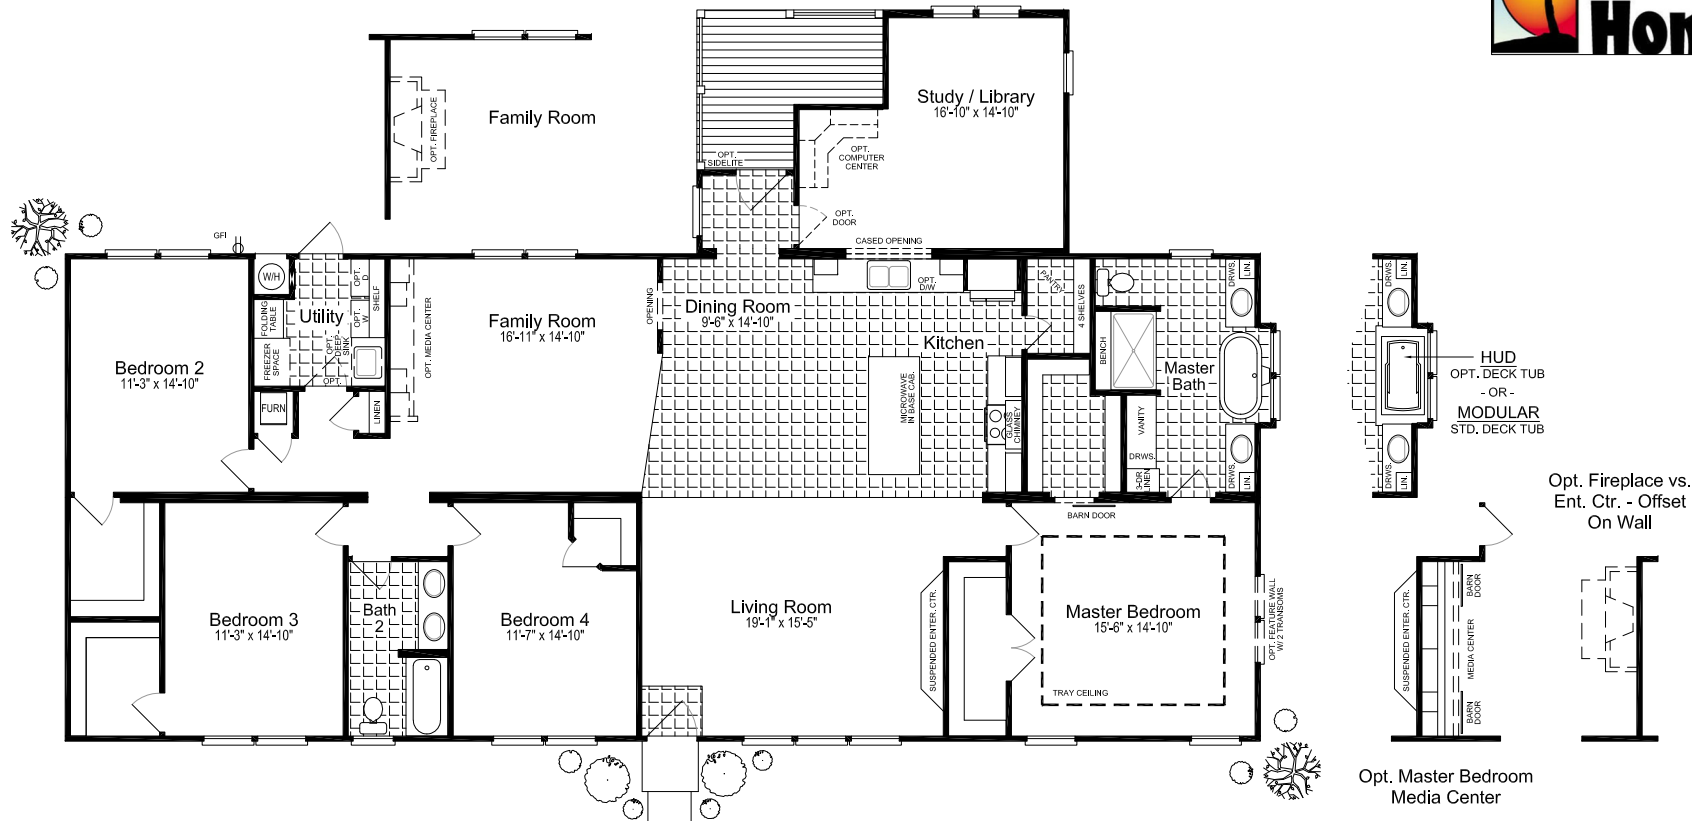 Hom
Family Room
OPT. FIREPLACE
Study / Library
16'-10" x 14'-10"
OPT.
COMPUTER
CENTER
OPT.
SIDELITE
OPT.
DOOR
CASED OPENING
GFI
W/H
OPT.
D
SHELF
OPT.
W
FOLDING
TABLE
Utility
OPT.
DEEP
SINK
FREEZER
SPACE
OPT.
FURN
LINEN
OPT. MEDIA CENTER
Family Room
16'-11" x 14'-10"
OPENING
Dining Room
9'-6" x 14'-10"
OPT.
D/W
Kitchen
PANTRY
4 SHELVES
MICROWAVE
IN BASE CAB.
GLASS
CHIMNEY
BENCH
Master
Bath
DRWS.
LIN.
VANITY
DRWS.
3-DR
LINEN
DRWS.
LIN.
Bedroom 2
11'-3" x 14'-10"
DRWS.
LIN.
HUD
OPT. DECK TUB
- OR -
MODULAR
STD. DECK TUB
DRWS.
LIN.
Opt. Fireplace vs.
Ent. Ctr. - Offset
On Wall
BARN DOOR
Bedroom 3
11'-3" x 14'-10"
Bath
2
Bedroom 4
11'-7" x 14'-10"
Living Room
19'-1" x 15'-5"
SUSPENDED ENTER. CTR.
Master Bedroom
15'-6" x 14'-10"
TRAY CEILING
OPT. FEATURE WALL
W/ 2 TRANSOMS
SUSPENDED ENTER. CTR.
MEDIA CENTER
BARN
DOOR
BARN
DOOR
Opt. Master Bedroom
Media Center